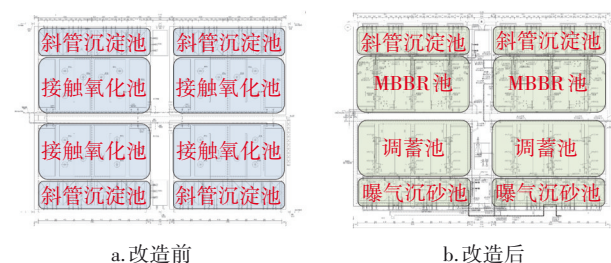 斜管沉淀池 斜管沉淀池 斜管沉淀池 斜管沉淀池
接触氧化池 接触氧化池 MBBR池 MBBR池
接触氧化池 接触氧化池 调蓄池 调蓄池
斜管沉淀池 斜管沉淀池 曝气沉砂池 曝气沉砂池
a.改造前 b.改造后